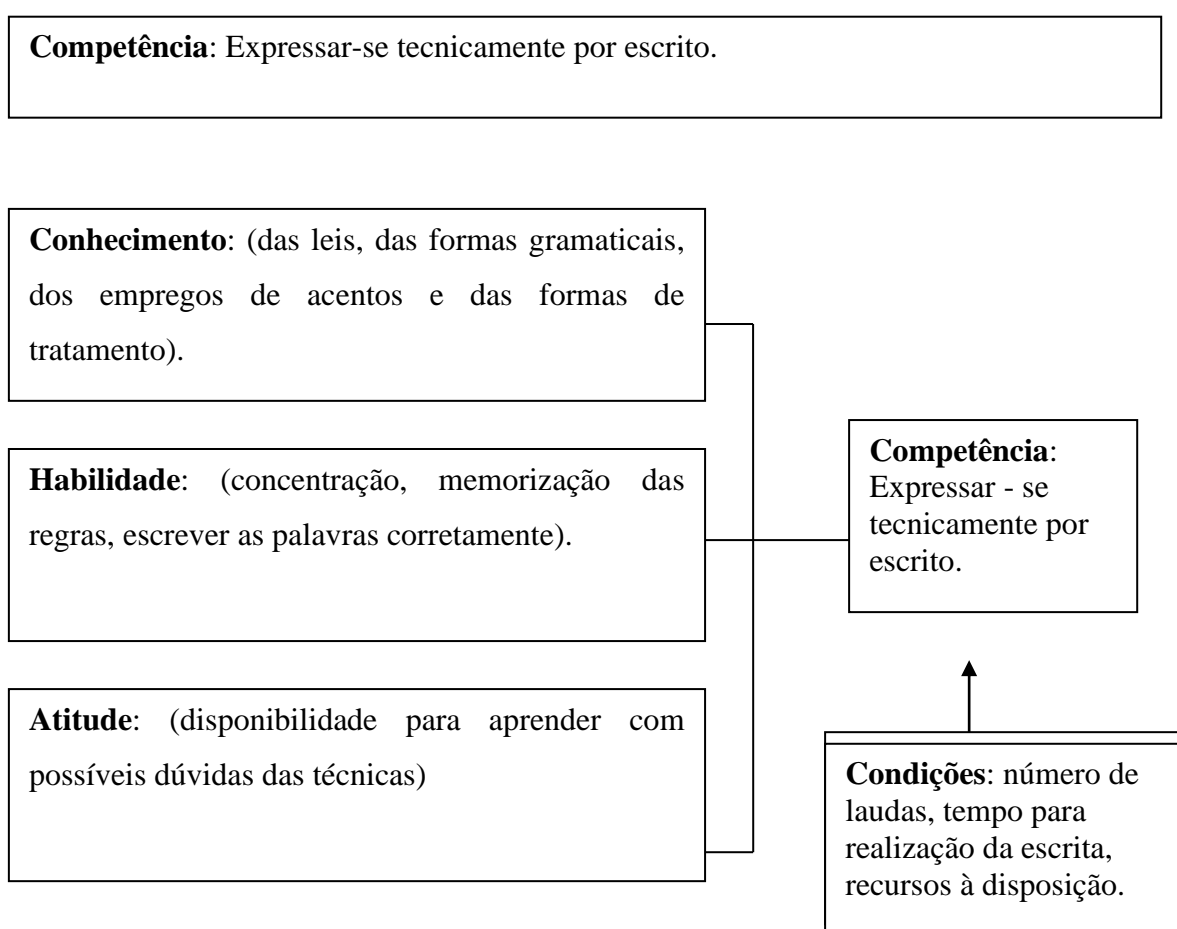 Competência: Expressar-se tecnicamente por escrito.
Conhecimento: (das leis, das formas gramaticais,
dos empregos de acentos e das formas de
tratamento).
Habilidade: (concentração, memorização das
regras, escrever as palavras corretamente).
Atitude: (disponibilidade para aprender com
possíveis dúvidas das técnicas)
Competência:
Expressar - se
tecnicamente por
escrito.
Condições: número de
laudas, tempo para
realização da escrita,
recursos à disposição.